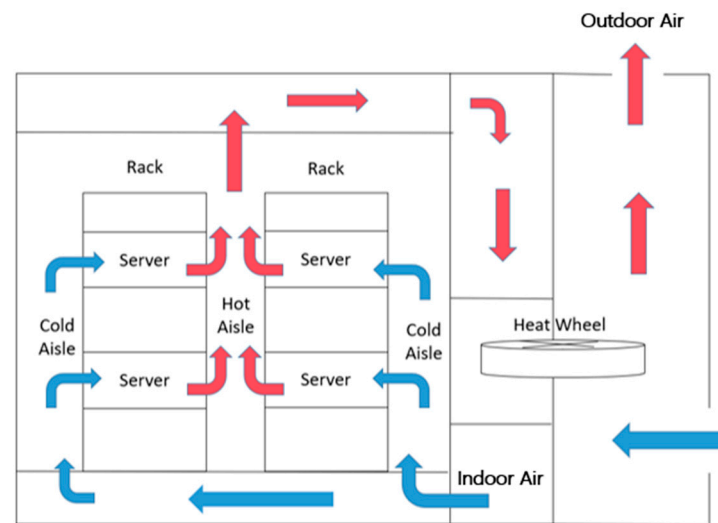 Outdoor Air
Rack
Rack
Server
Server
Hot
Aisle
Cold
Aisle
Cold
Aisle
Heat Wheel
Server
Server
Indoor Air